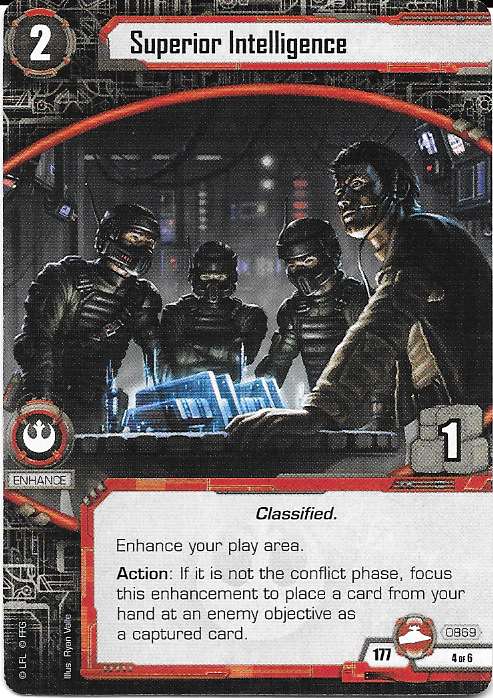 2
Superior Intelligence
1
ENHANCE
Classified.
Enhance your play area.
Action: If it is not the conflict phase, focus
this enhancement to place a card from your
hand at an enemy objective as
a captured card.
0869
177
4 OF 6
© LFL © FFG
Illus. Ryan Valle